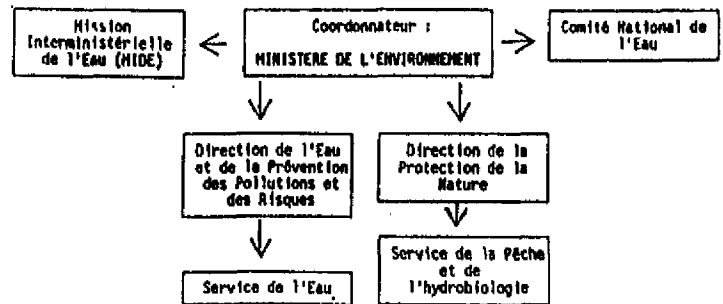 Mission
Interministérielle
de l'Eau (MIDE)
Coordonnateur :
MINISTERE DE L'ENVIRONNEMENT
Comité National de
l'Eau
Direction de l'Eau
et de la Prévention
des Pollutions et
des Risques
Direction de la
Protection de la
Nature
Service de l'Eau
Service de la Pêche
et de
l'hydrobiologie